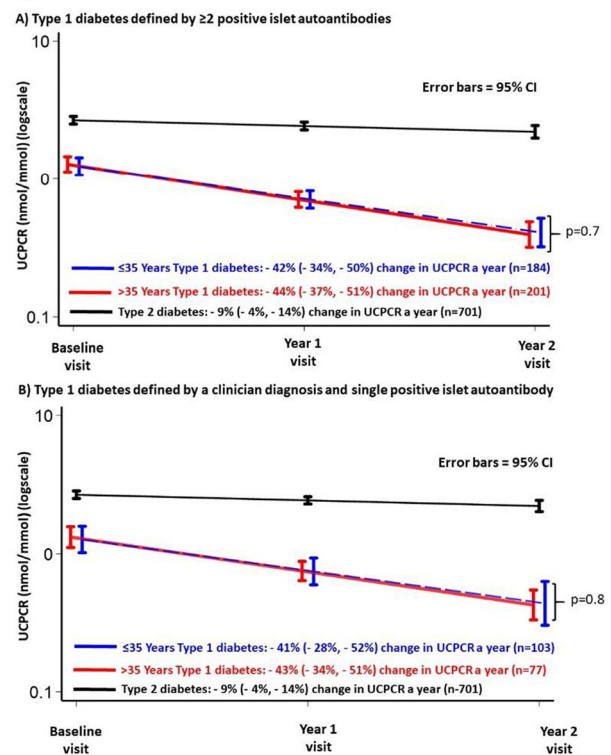 A) Type 1 diabetes defined by ≥2 positive islet autoantibodies
10
Error bars = 95% CI
0
UCPCR (nmol/mmol) (logscale)
p=0.7
≤35 Years Type 1 diabetes: - 42% (- 34%, - 50%) change in UCPCR a year (n=184)
>35 Years Type 1 diabetes: - 44% (- 37%, - 51%) change in UCPCR a year (n=201)
Type 2 diabetes: - 9% (- 4%, - 14%) change in UCPCR a year (n=701)
0.1
Baseline visit
Year 1 visit
Year 2 visit
B) Type 1 diabetes defined by a clinician diagnosis and single positive islet autoantibody
10
Error bars = 95% CI
0
UCPCR (nmol/mmol) (logscale)
p=0.8
≤35 Years Type 1 diabetes: - 41% (- 28%, - 52%) change in UCPCR a year (n=103)
>35 Years Type 1 diabetes: - 43% (- 34%, - 51%) change in UCPCR a year (n=77)
Type 2 diabetes: - 9% (- 4%, - 14%) change in UCPCR a year (n-701)
0.1
Baseline visit
Year 1 visit
Year 2 visit